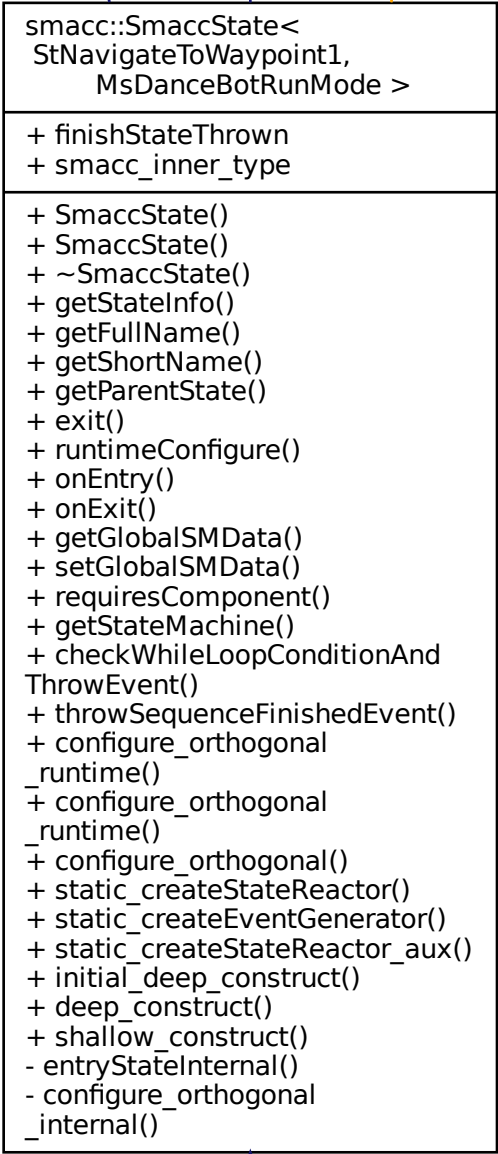 smacc::SmaccState<
StNavigateToWaypoint1,
MsDanceBotRunMode >
+ finishStateThrown
+ smacc_inner_type
+ SmaccState()
+ SmaccState()
+ ~SmaccState()
+ getStateInfo()
+ getFullName()
+ getShortName()
+ getParentState()
+ exit()
+ runtimeConfigure()
+ onEntry()
+ onExit()
+ getGlobalSMData()
+ setGlobalSMData()
+ requiresComponent()
+ getStateMachine()
+ checkWhileLoopConditionAnd
ThrowEvent()
+ throwSequenceFinishedEvent()
+ configure_orthogonal
_runtime()
+ configure_orthogonal
_runtime()
+ configure_orthogonal()
+ static_createStateReactor()
+ static_createEventGenerator()
+ static_createStateReactor_aux()
+ initial_deep_construct()
+ deep_construct()
+ shallow_construct()
- entryStateInternal()
- configure_orthogonal
_internal()